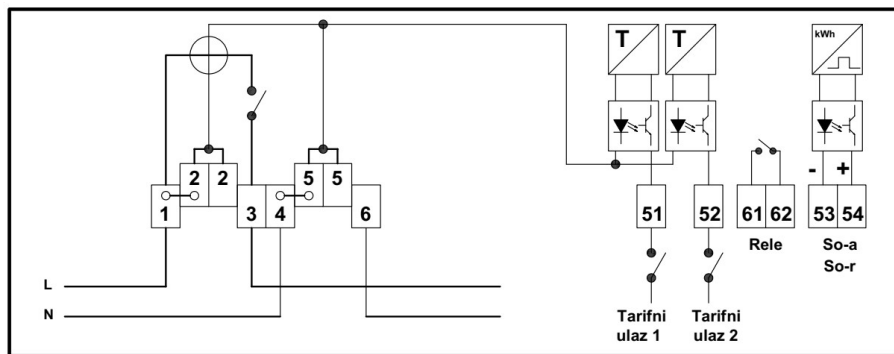 T T kWh
2 2 5 5
- +
1 3 4 6 51 52 61 62 53 54
Rele So-a
So-r
L
N
Tarifni Tarifni
ulaz 1 ulaz 2